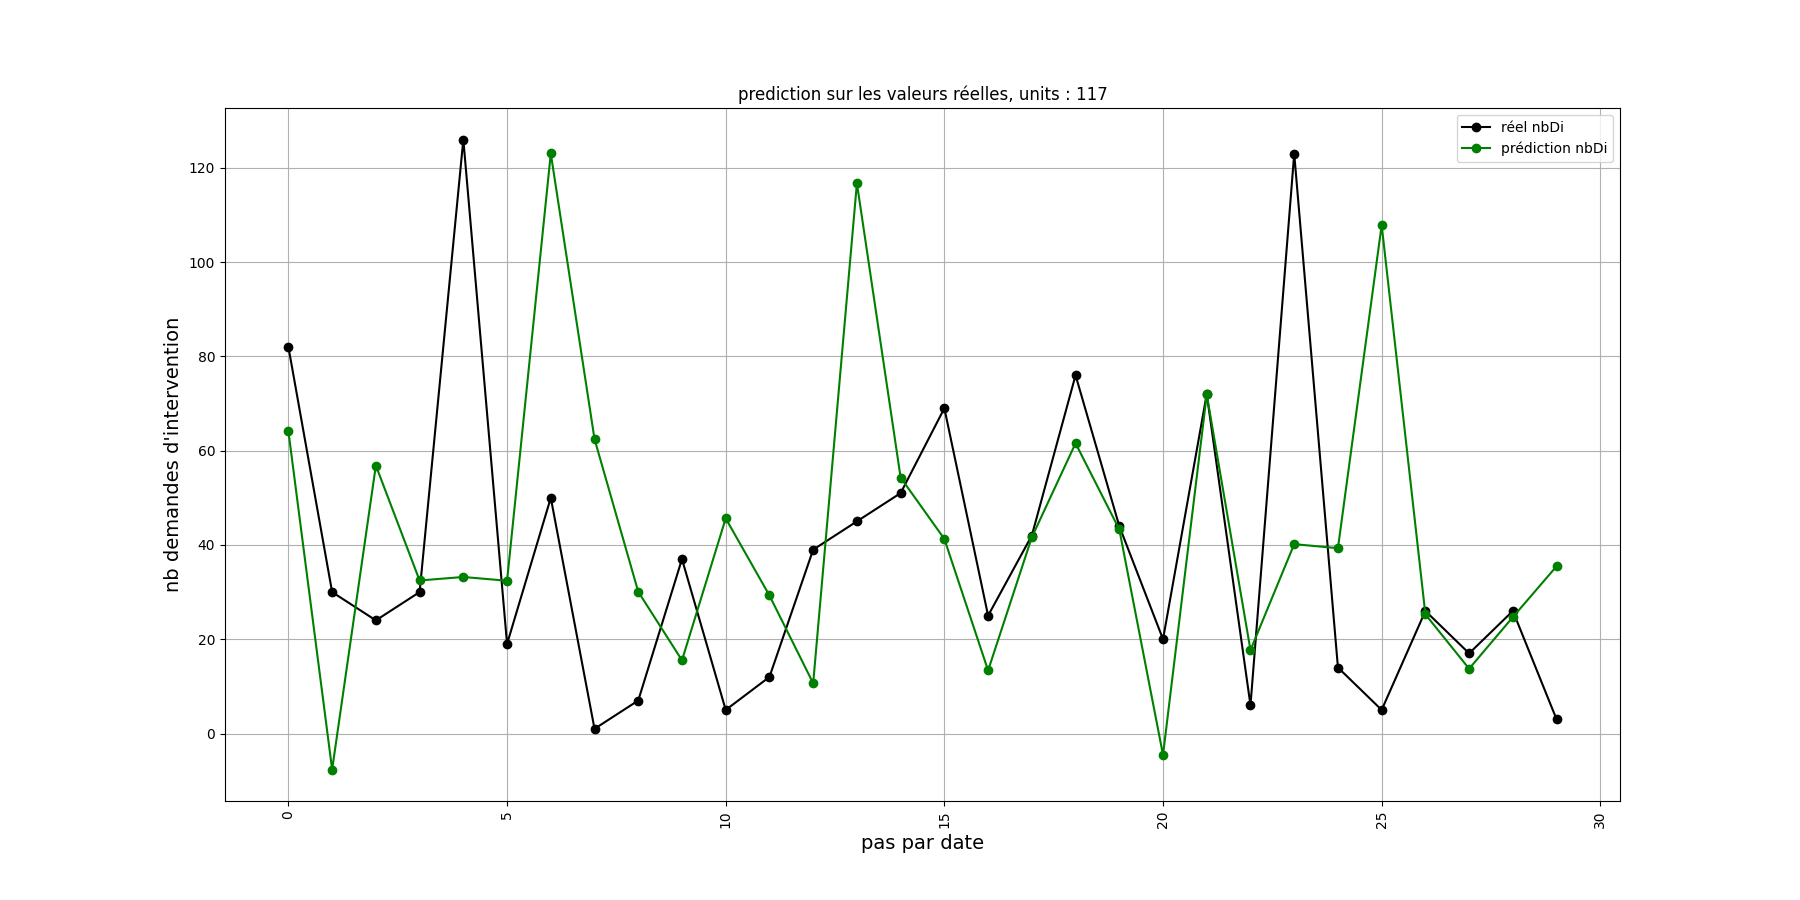 prediction sur les valeurs réelles, units : 117
réel nbDi
prédiction nbDi
120
100
80
60
40
20
0
nb demandes d'intervention
0 5 10 15 20 25 30
pas par date